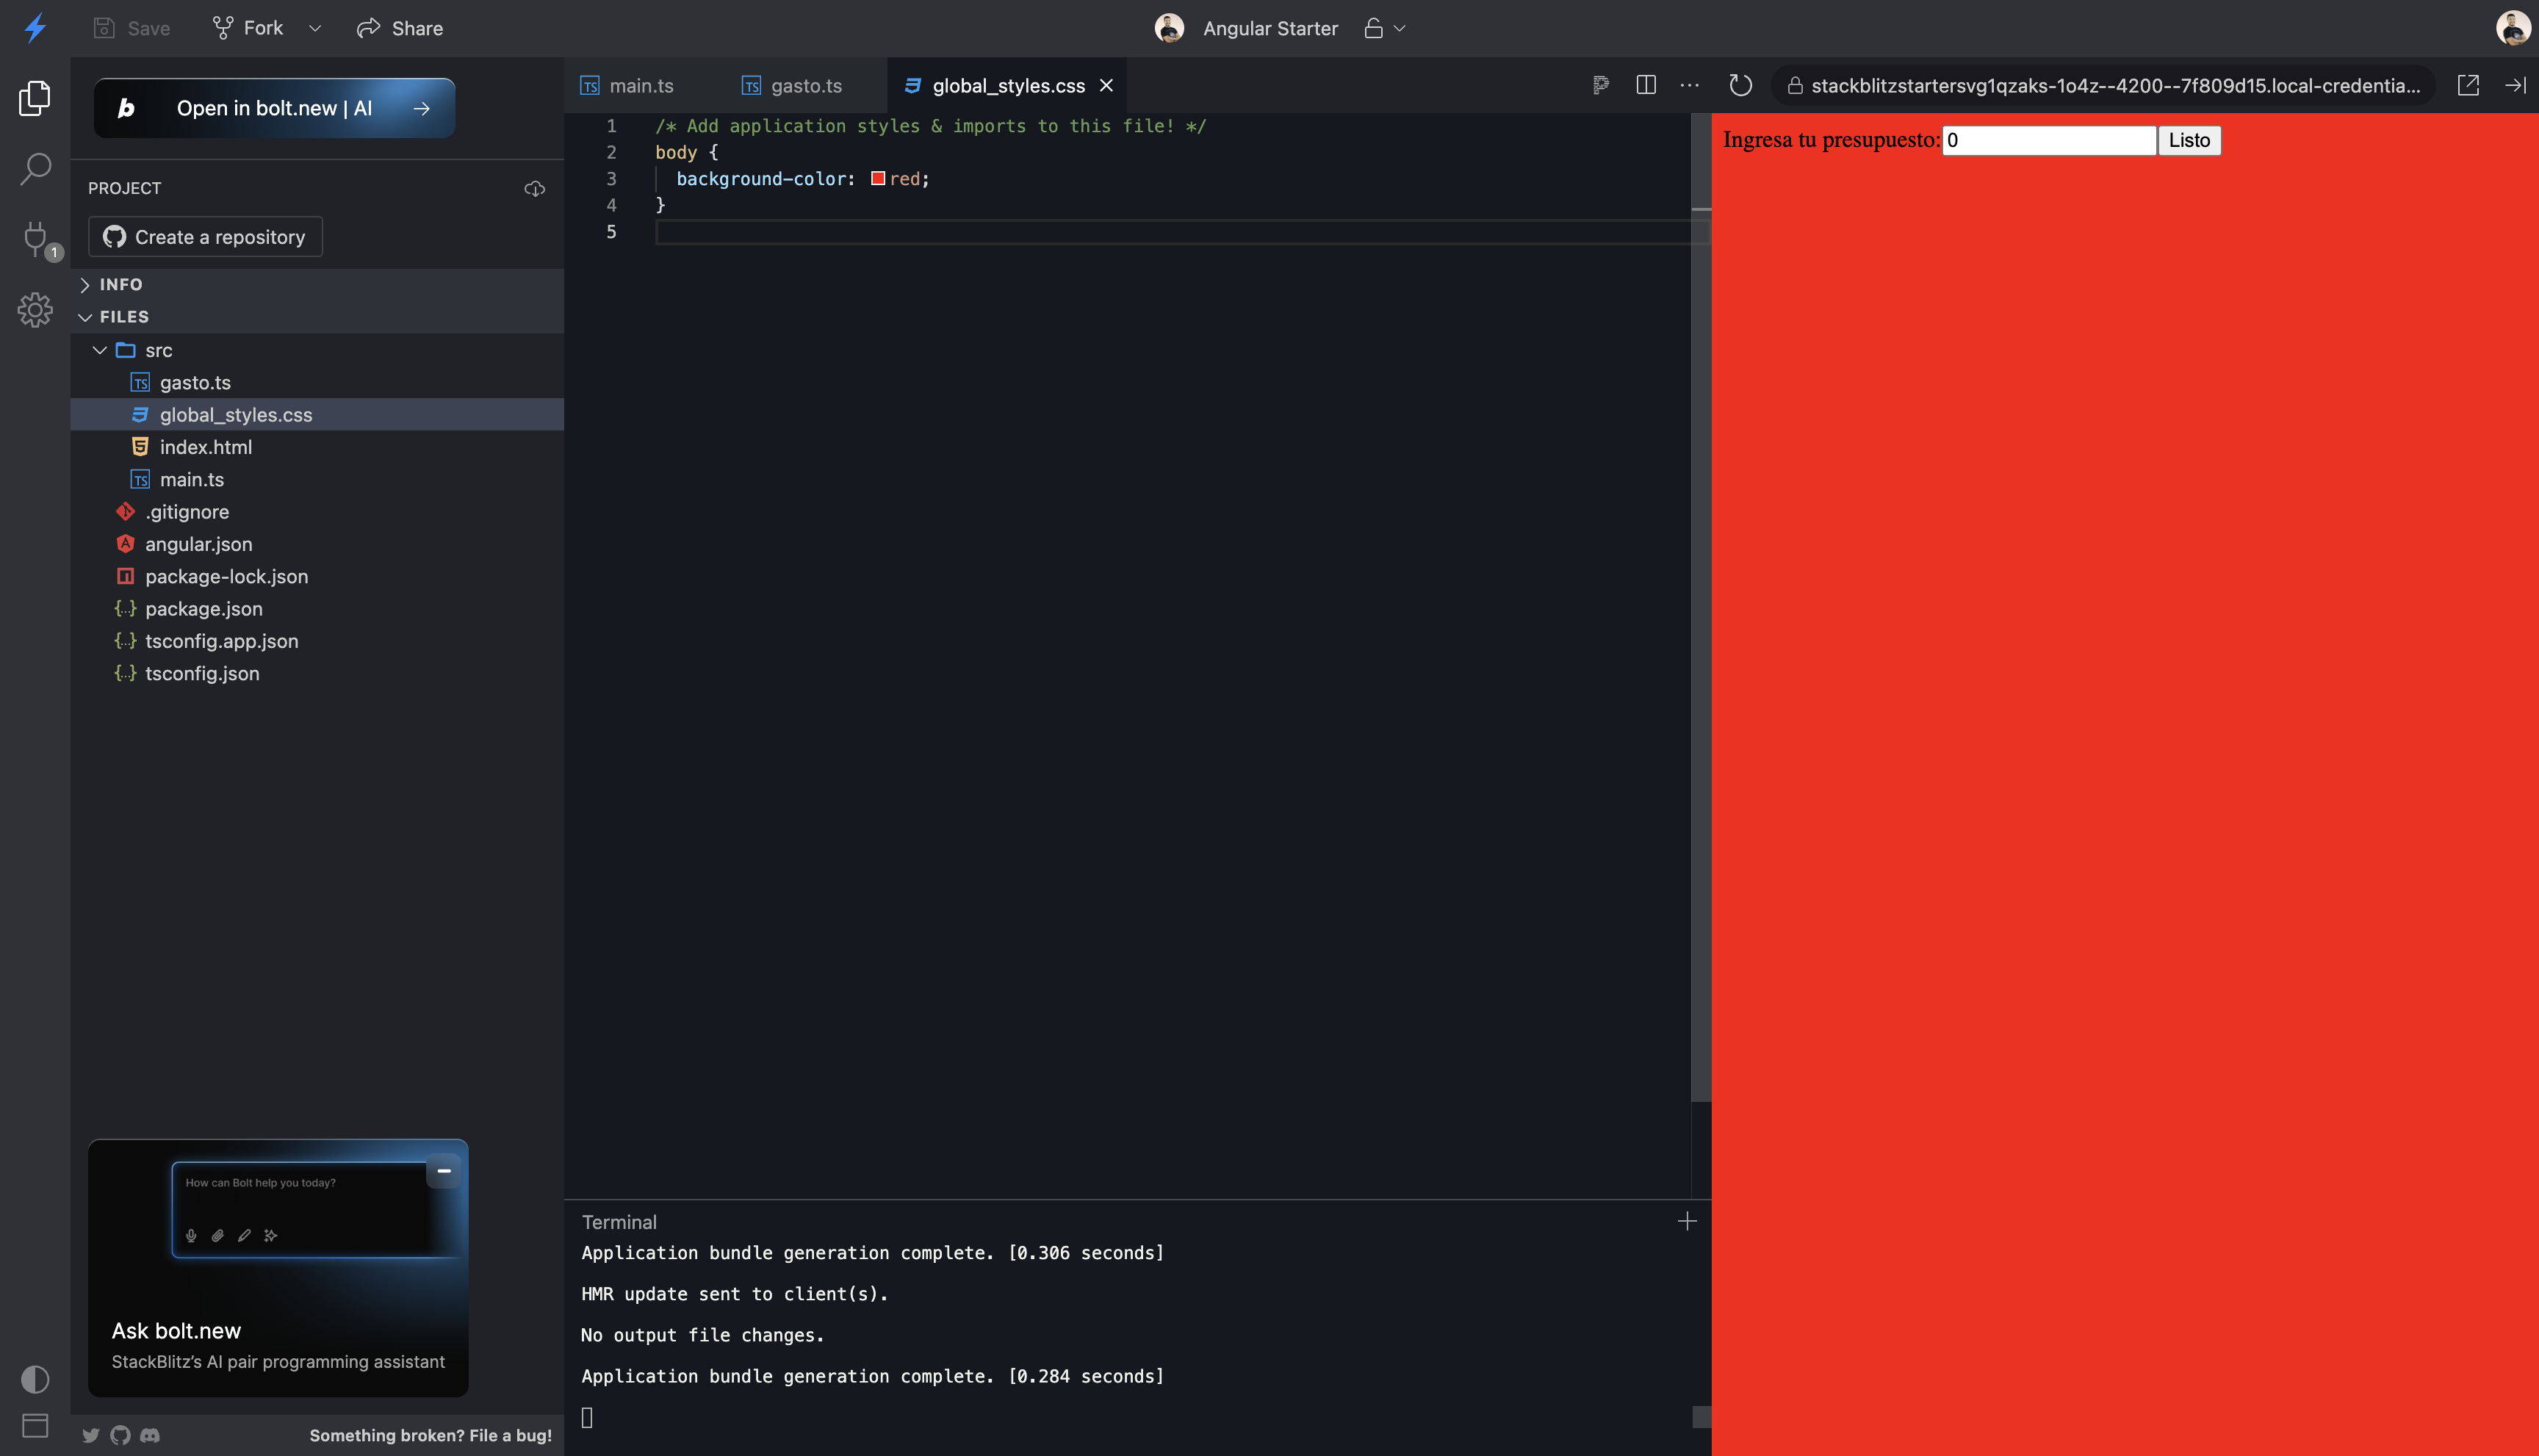 Save
Fork
Share
Angular Starter
b Open in bolt.new | AI
PROJECT
Create a repository
1
INFO
FILES
src
TS gasto.ts
global_styles.css
index.html
TS main.ts
.gitignore
angular.json
package-lock.json
{..} package.json
{..} tsconfig.app.json
{..} tsconfig.json
How can Bolt help you today?
Ask bolt.new
StackBlitz's AI pair programming assistant
Something broken? File a bug!
TS main.ts
TS gasto.ts
global_styles.css
1 /* Add application styles & imports to this file! */
2 body {
3 background-color: red;
4 }
5
Terminal
Application bundle generation complete. [0.306 seconds]
HMR update sent to client(s).
No output file changes.
Application bundle generation complete. [0.284 seconds]
stackblitzstartersvg1qzaks-1o4z--4200--7f809d15.local-credentia...
Ingresa tu presupuesto: 0 Listo